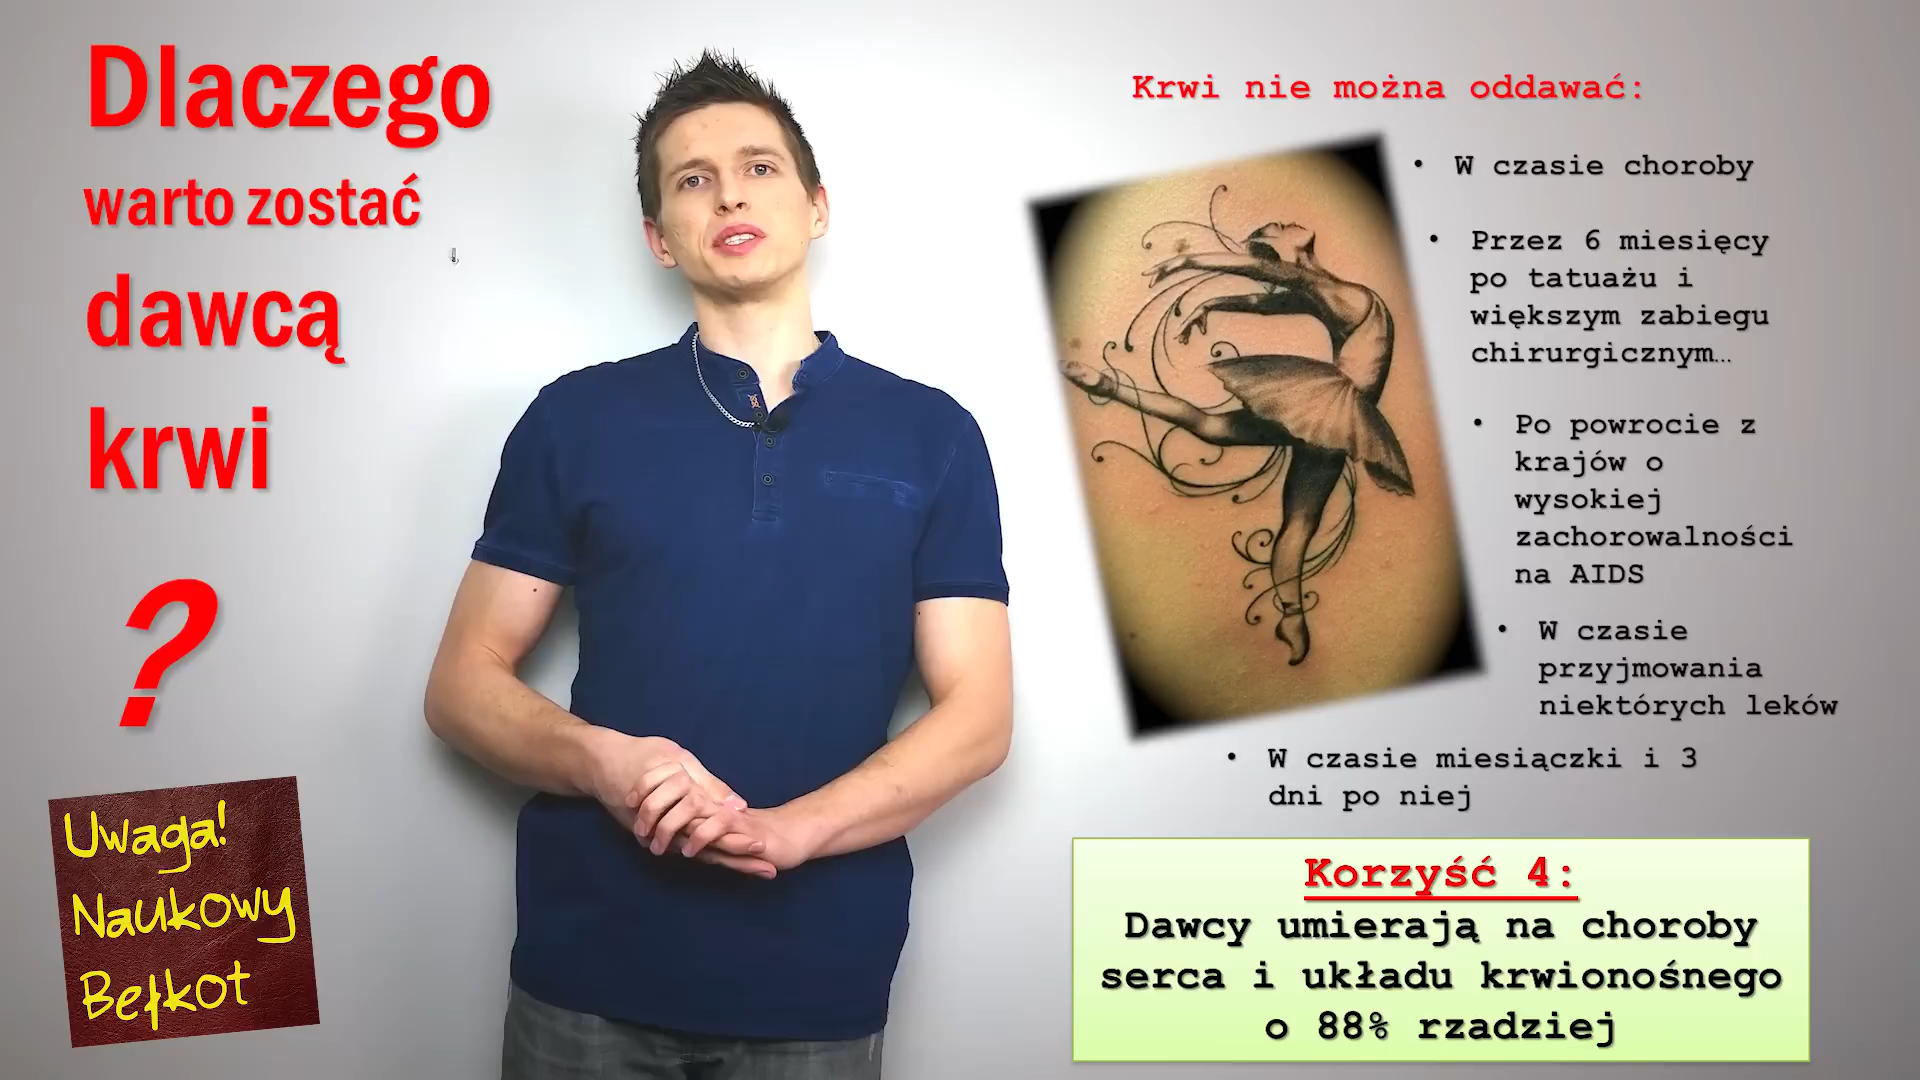 Dlaczego
warto zostać
dawcą
krwi
?
Uwaga!
Naukowy
Bełkot
Krwi nie można oddawać:
• W czasie choroby
• Przez 6 miesięcy
po tatuażu i
większym zabiegu
chirurgicznym…
• Po powrocie z
krajów o
wysokiej
zachorowalności
na AIDS
• W czasie
przyjmowania
niektórych leków
• W czasie miesiączki i 3
dni po niej
Korzyść 4:
Dawcy umierają na choroby
serca i układu krwionośnego
o 88% rzadziej